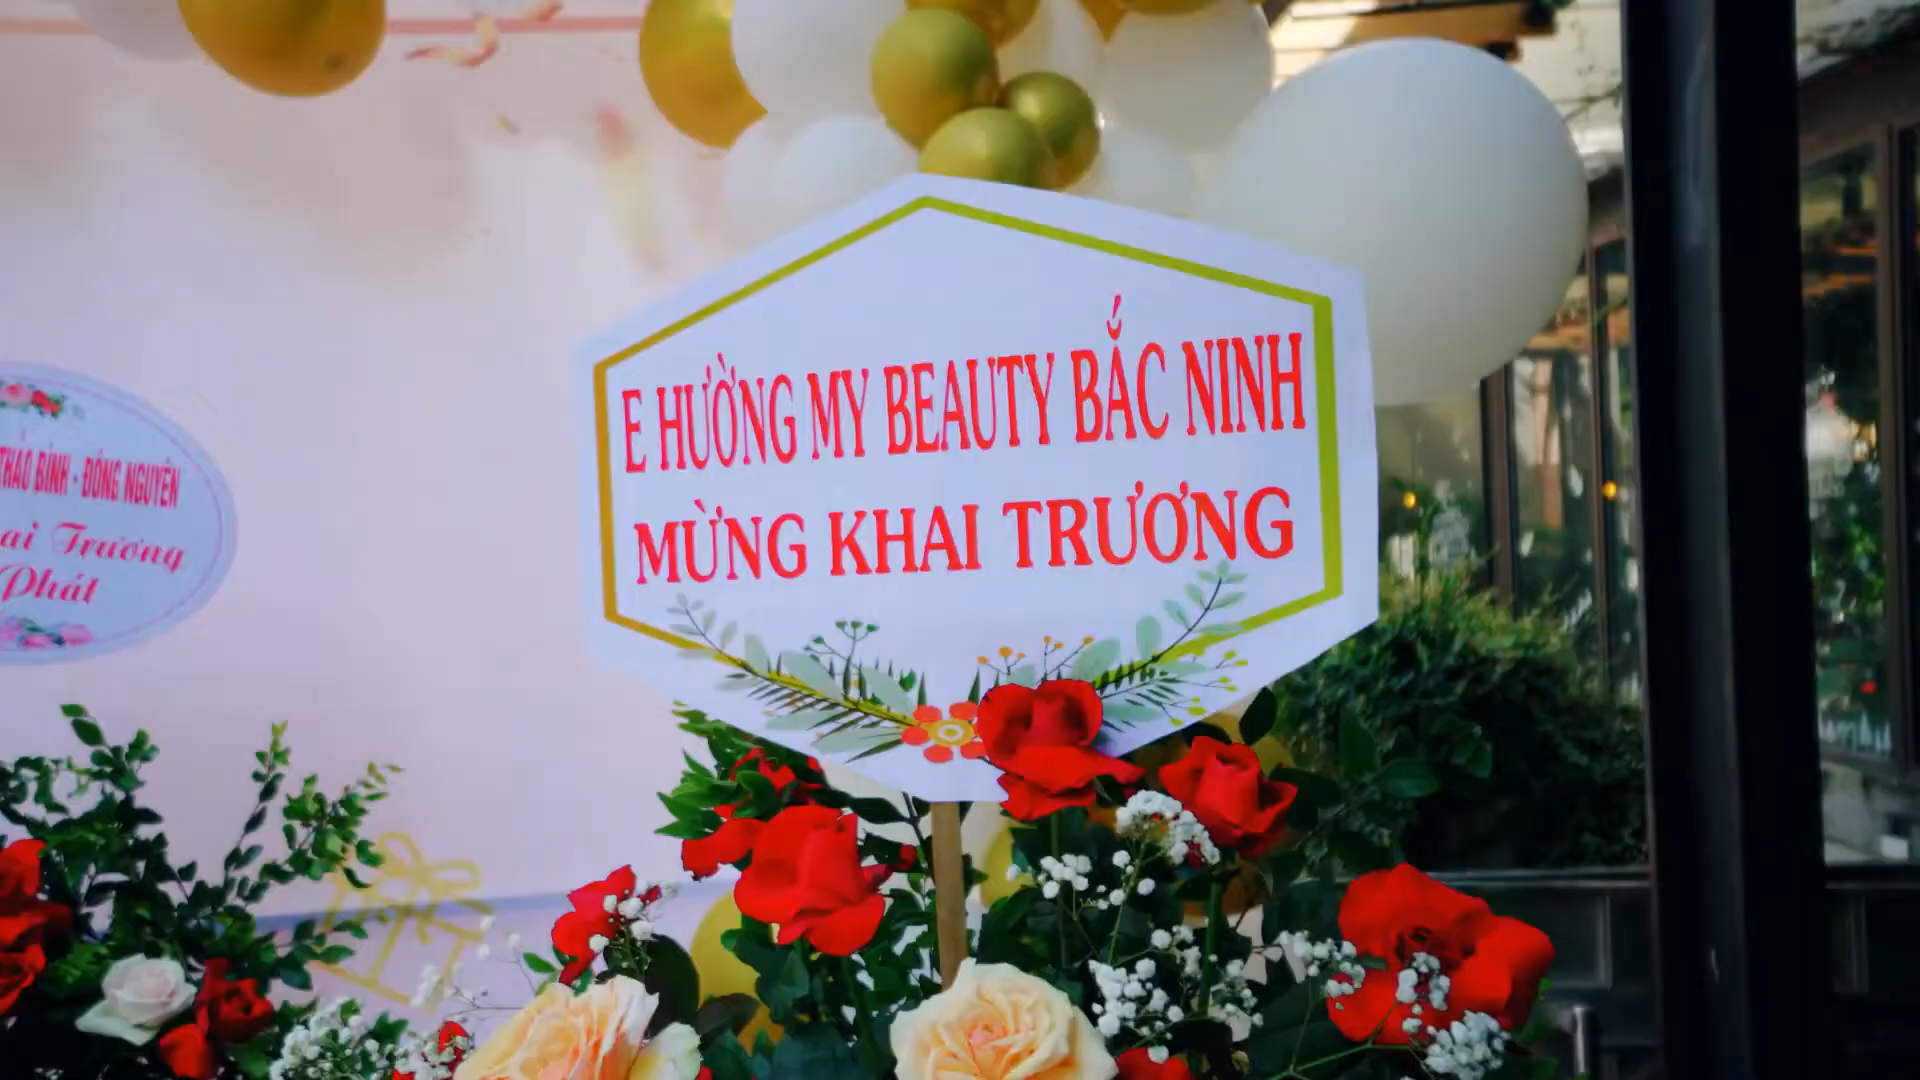 THẢO BÌNH - ĐÔNG NGUYÊN
ai Trương
Phát
E HƯỜNG MY BEAUTY BẮC NINH
MỪNG KHAI TRƯƠNG